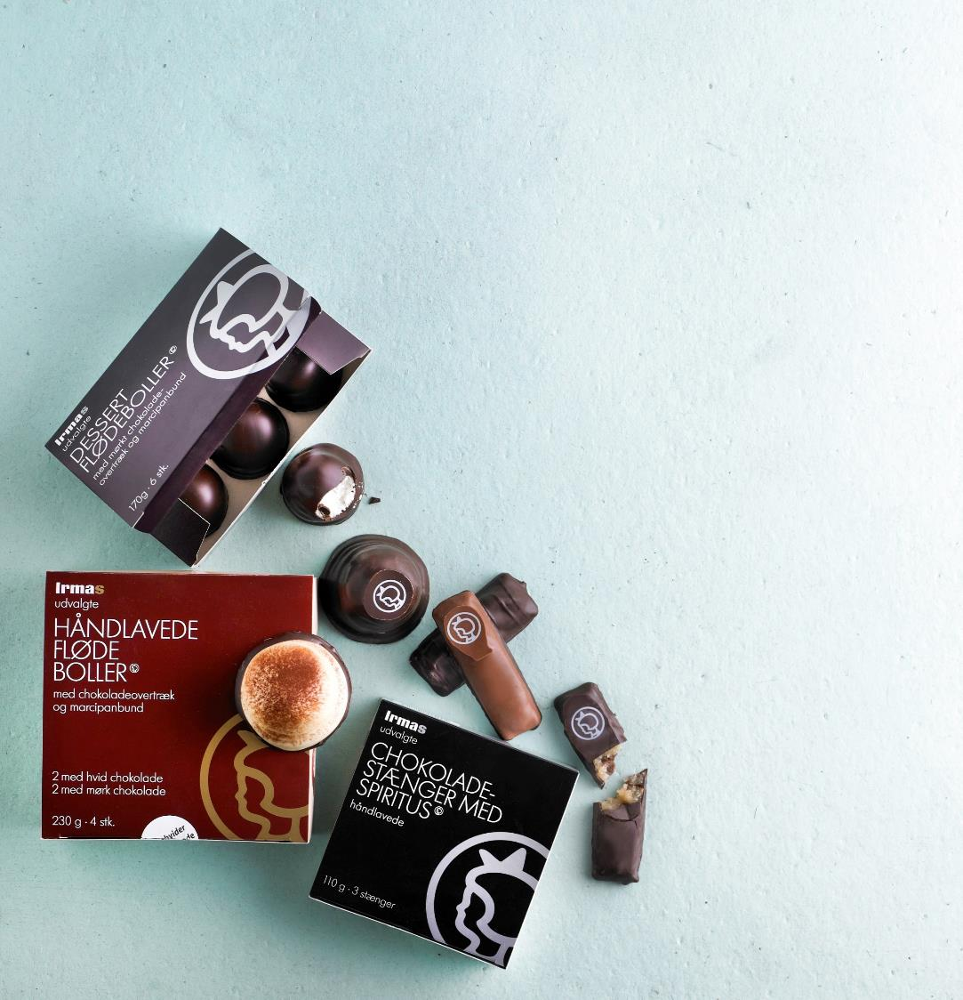 Irmas
udvalgte
DESSERT
FLØDEBOLLER©
med mørkt chokolade-
overtræk og marcipanbund
170g · 6 stk.
Irmas
udvalgte
HÅNDLAVEDE
FLØDE
BOLLER©
med chokoladeovertræk
og marcipanbund
2 med hvid chokolade
2 med mørk chokolade
230 g · 4 stk.
Irmas
udvalgte
CHOKOLADE-
STÆNGER MED
SPIRITUS©
håndlavede
110 g · 3 stænger